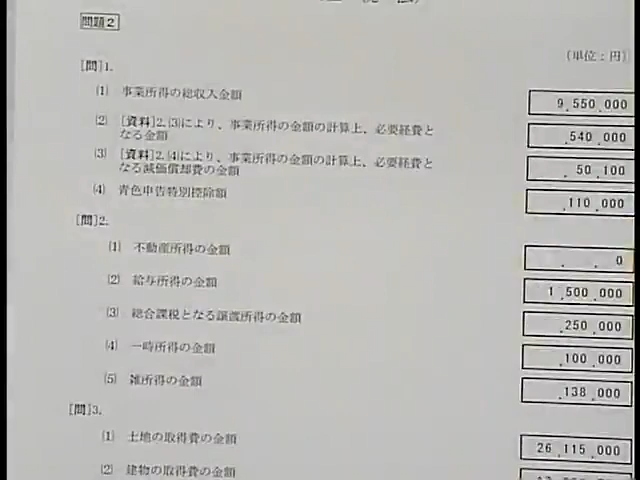 問題2
(単位:円)
[問]1.
(1) 事業所得の総収入金額 9,550,000
(2) [資料]2.(3)により、事業所得の金額の計算上、必要経費と
なる金額 540,000
(3) [資料]2.(4)により、事業所得の金額の計算上、必要経費と
なる減価償却費の金額 50,100
(4) 青色申告特別控除額 110,000
[問]2.
(1) 不動産所得の金額 0
(2) 給与所得の金額 1,500,000
(3) 総合課税となる譲渡所得の金額 250,000
(4) 一時所得の金額 100,000
(5) 雑所得の金額 138,000
[問]3.
(1) 土地の取得費の金額 26,115,000
(2) 建物の取得費の金額